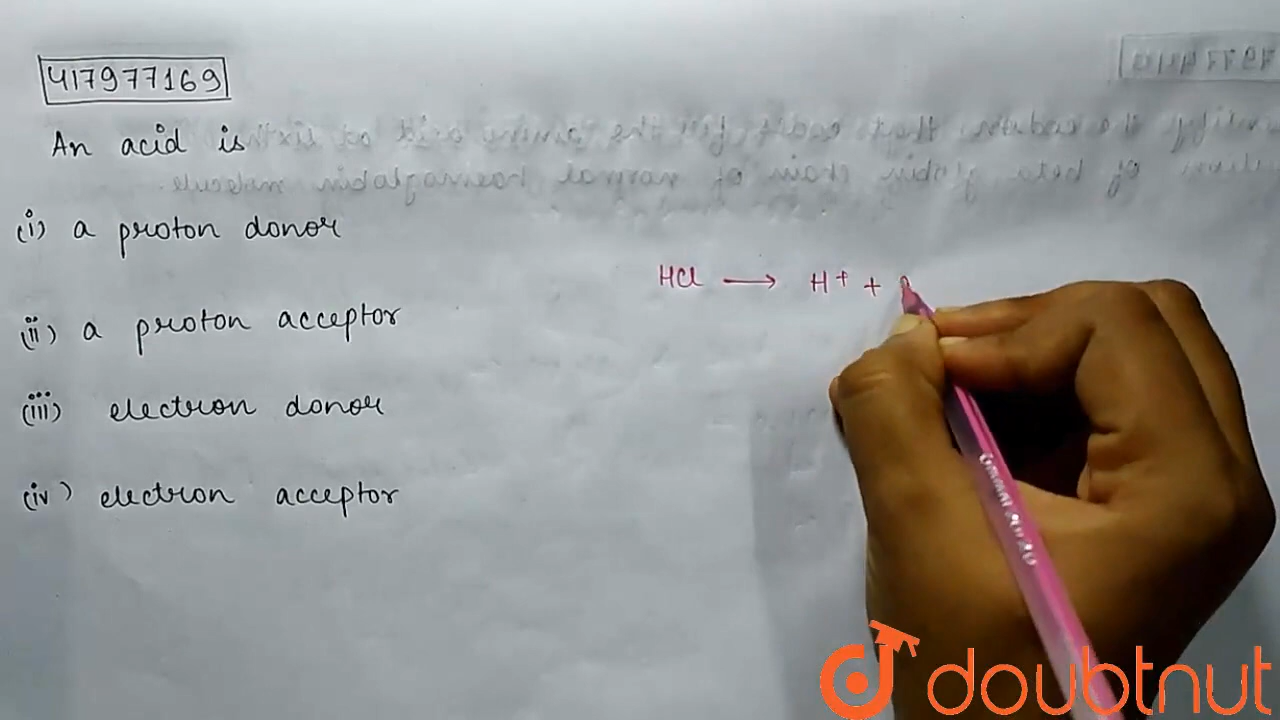 417977169
An acid is
(i) a proton donor
HCl ⟶ H+ +
(ii) a proton acceptor
(iii) electron donor
(iv) electron acceptor
doubtnut